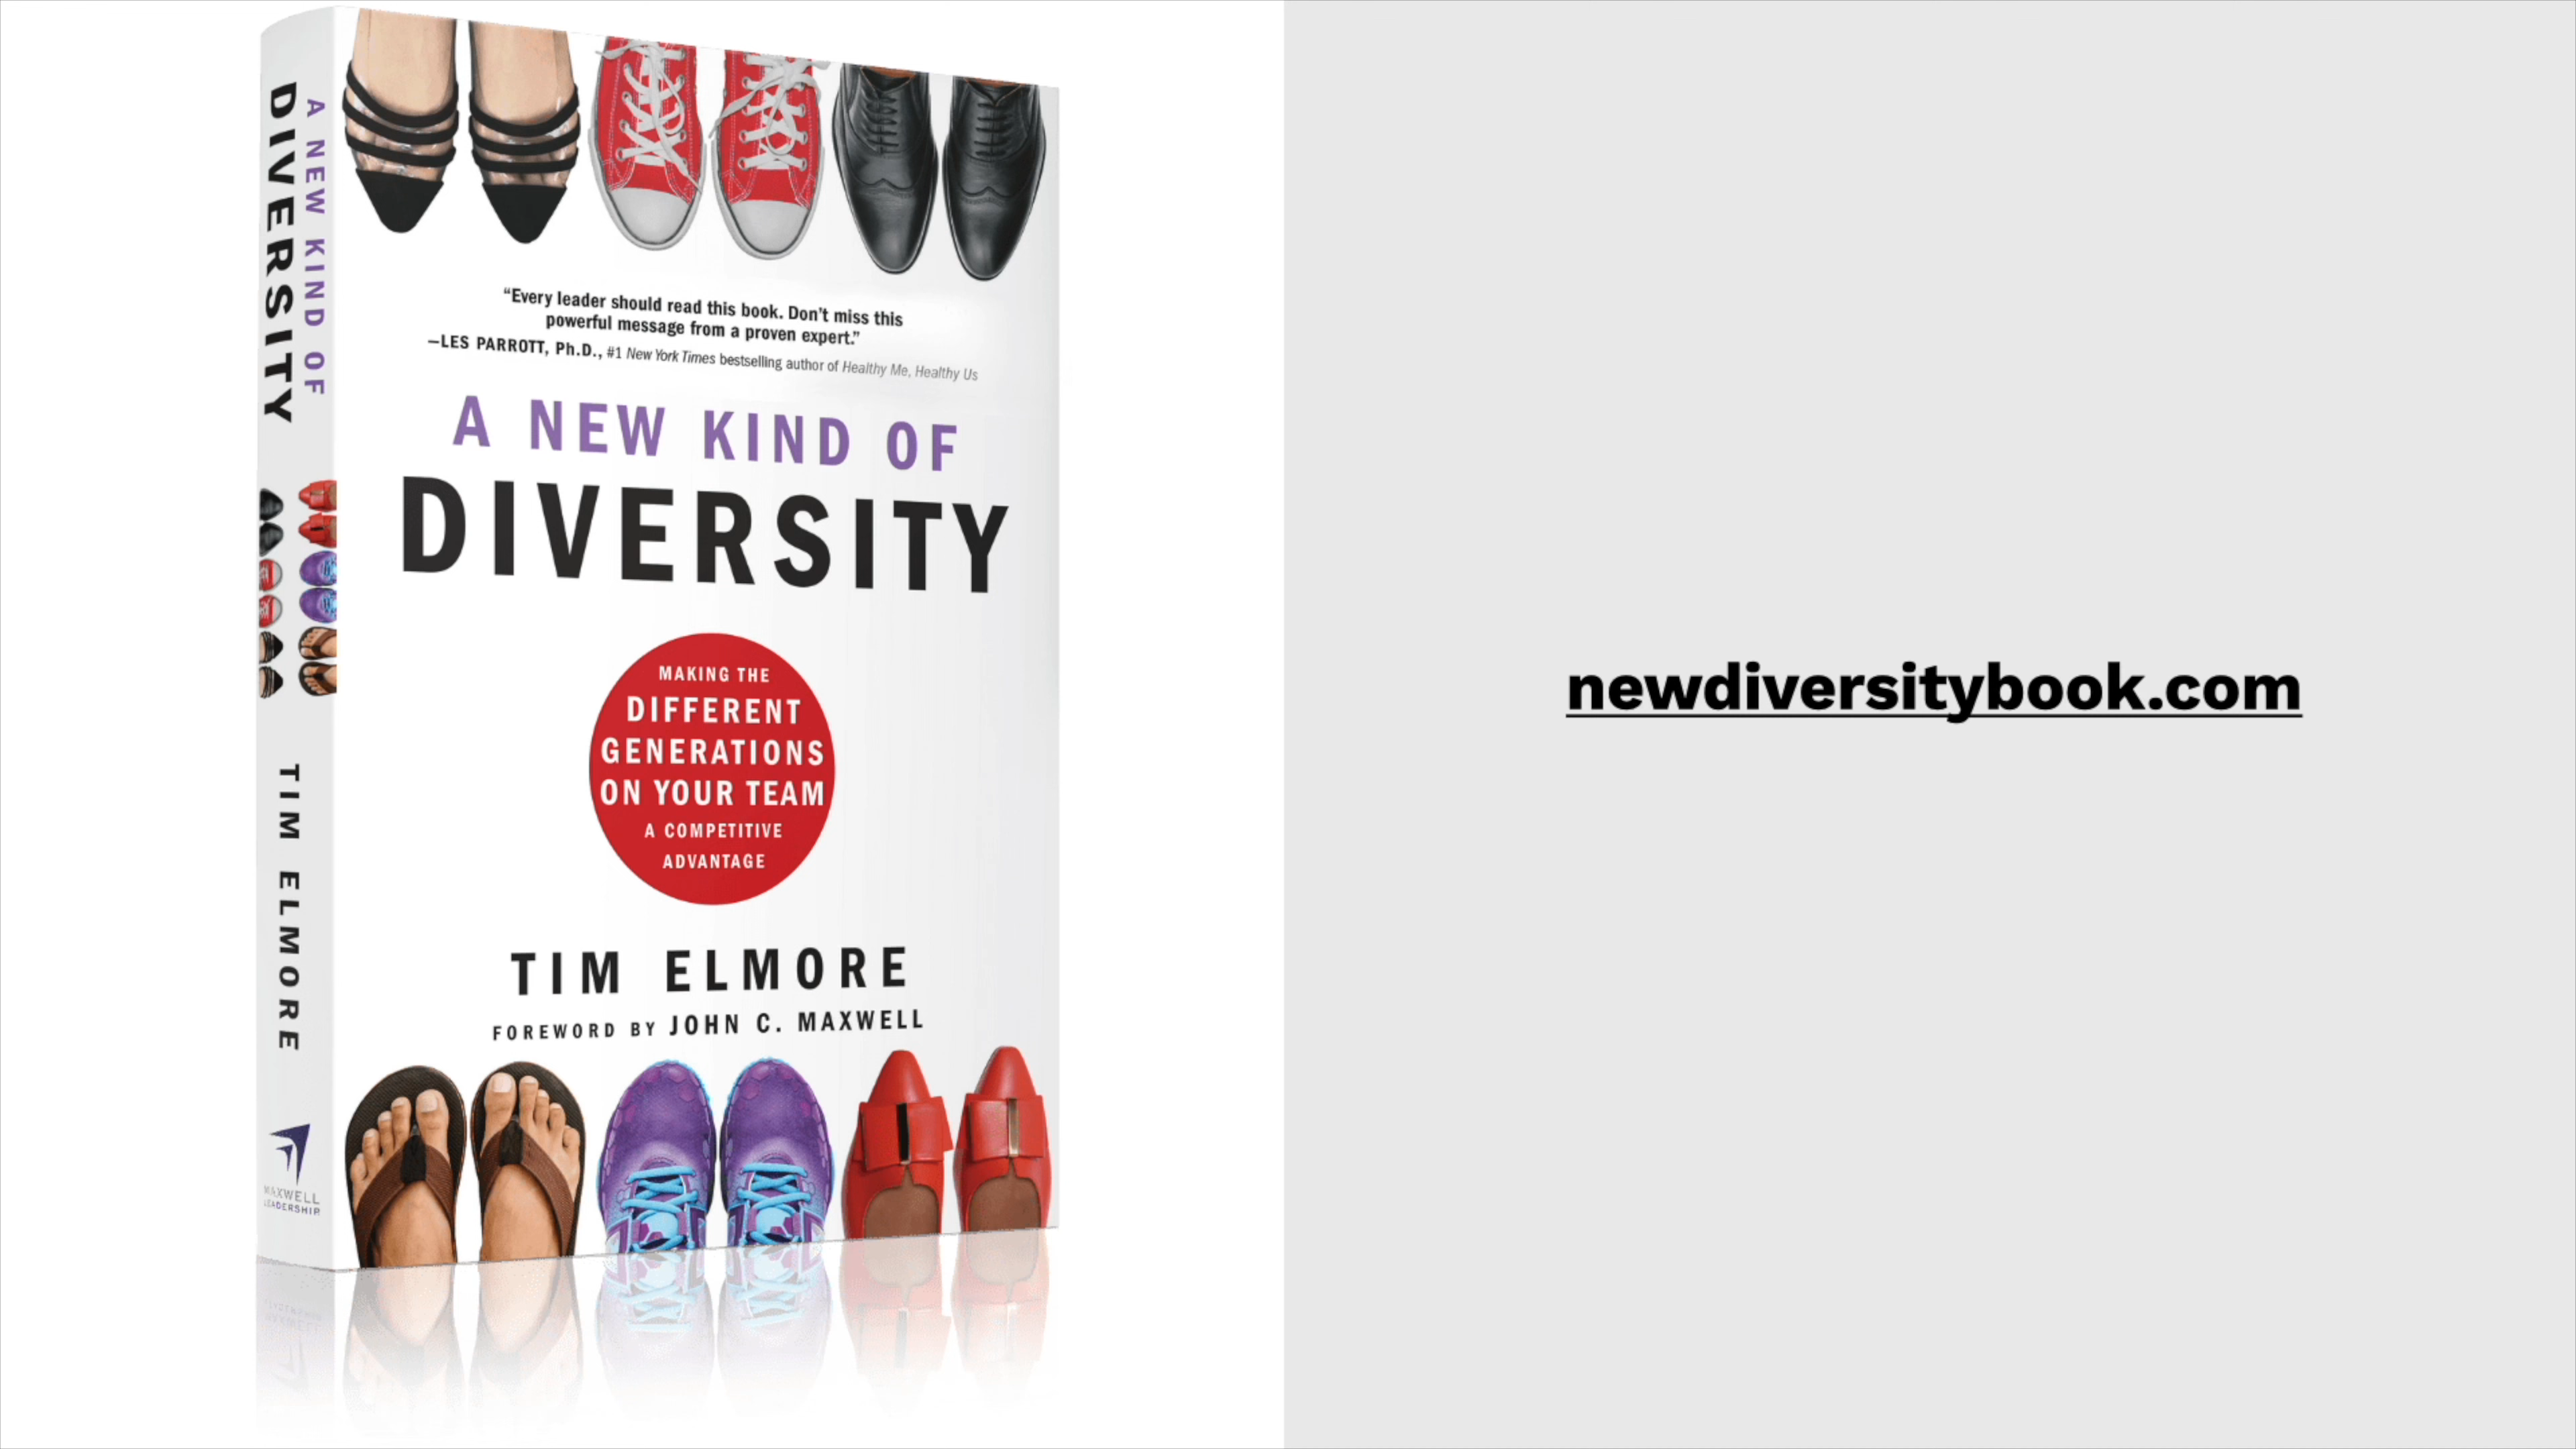 A NEW KIND OF
DIVERSITY
TIM ELMORE
MAXWELL
LEADERSHIP
“Every leader should read this book. Don’t miss this
powerful message from a proven expert.”
—LES PARROTT, Ph.D., #1 New York Times bestselling author of Healthy Me, Healthy Us
A NEW KIND OF
DIVERSITY
MAKING THE
DIFFERENT
GENERATIONS
ON YOUR TEAM
A COMPETITIVE
ADVANTAGE
TIM ELMORE
FOREWORD BY JOHN C. MAXWELL
newdiversitybook.com